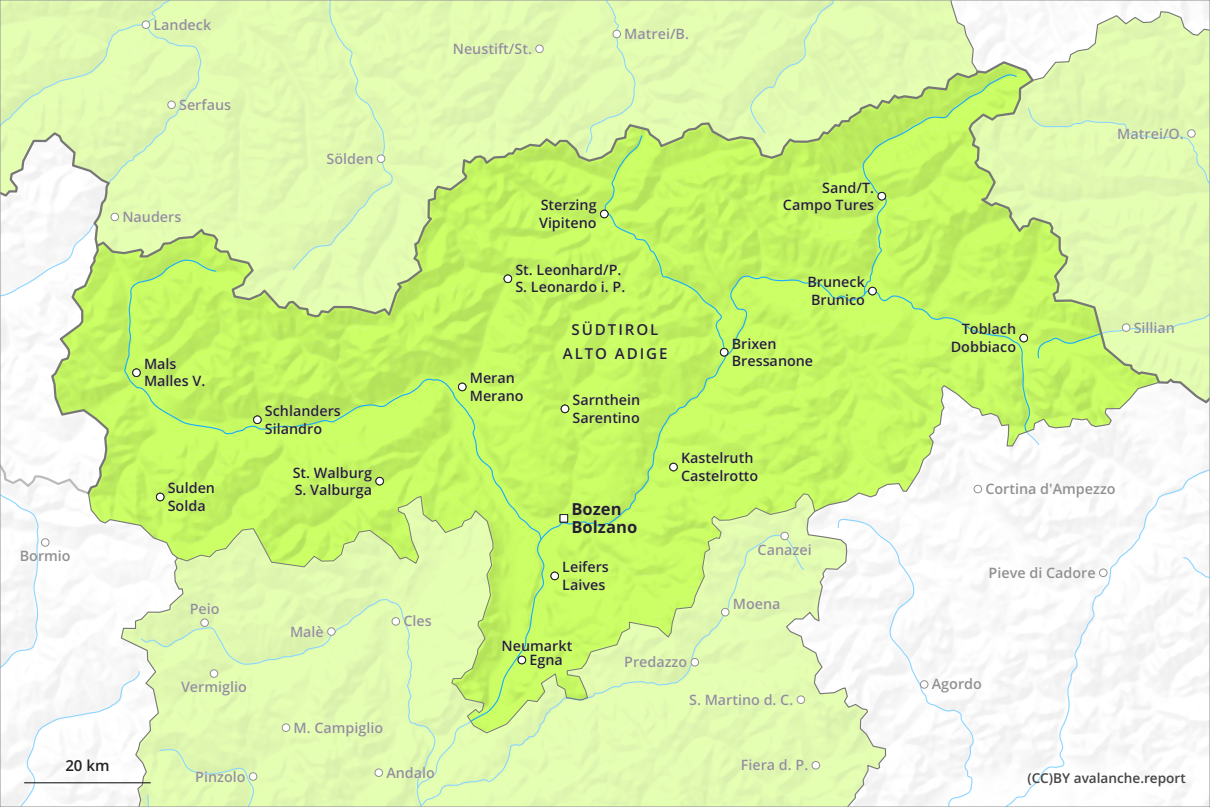 Landeck
Neustift/St.
Matrei/B.
Serfaus
Matrei/O.
Sölden
Sand/T.
Campo Tures
Nauders
Sterzing
Vipiteno
St. Leonhard/P.
S. Leonardo i. P.
Bruneck
Brunico
SÜDTIROL
ALTO ADIGE
Toblach
Dobbiaco
Sillian
Brixen
Bressanone
Mals
Malles V.
Meran
Merano
Schlanders
Silandro
Sarnthein
Sarentino
Kastelruth
Castelrotto
St. Walburg
S. Valburga
Sulden
Solda
Cortina d'Ampezzo
Bozen
Bolzano
Bormio
Canazei
Leifers
Laives
Pieve di Cadore
Peio
Moena
Malè
Cles
Neumarkt
Egna
Predazzo
Vermiglio
Agordo
S. Martino d. C.
M. Campiglio
20 km
Pinzolo
Andalo
Fiera d. P.
(CC)BY avalanche.report